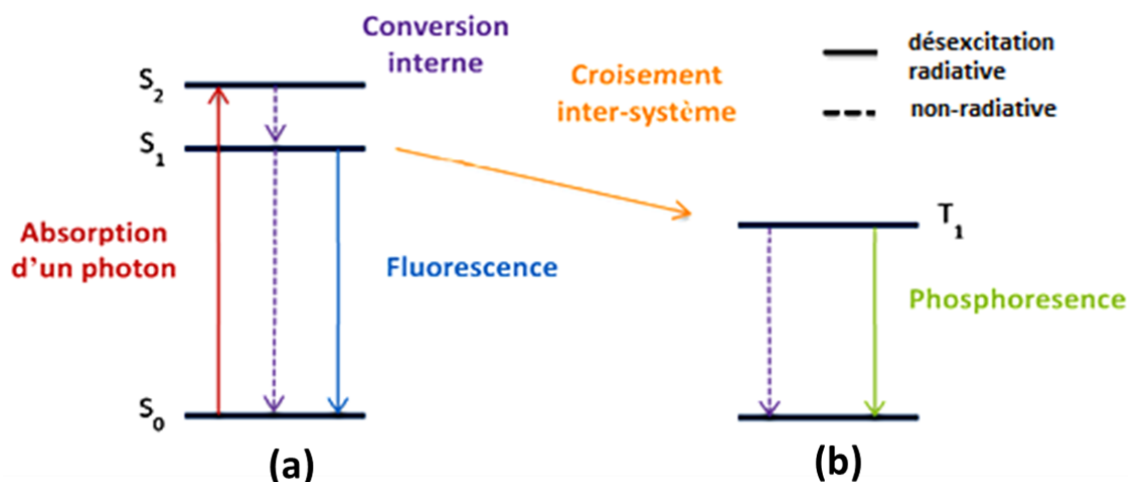 Conversion
interne
S2
S1
S0
Absorption
d'un photon
Fluorescence
(a)
Croisement
inter-système
désexcitation
radiative
non-radiative
T1
Phosphoresence
(b)